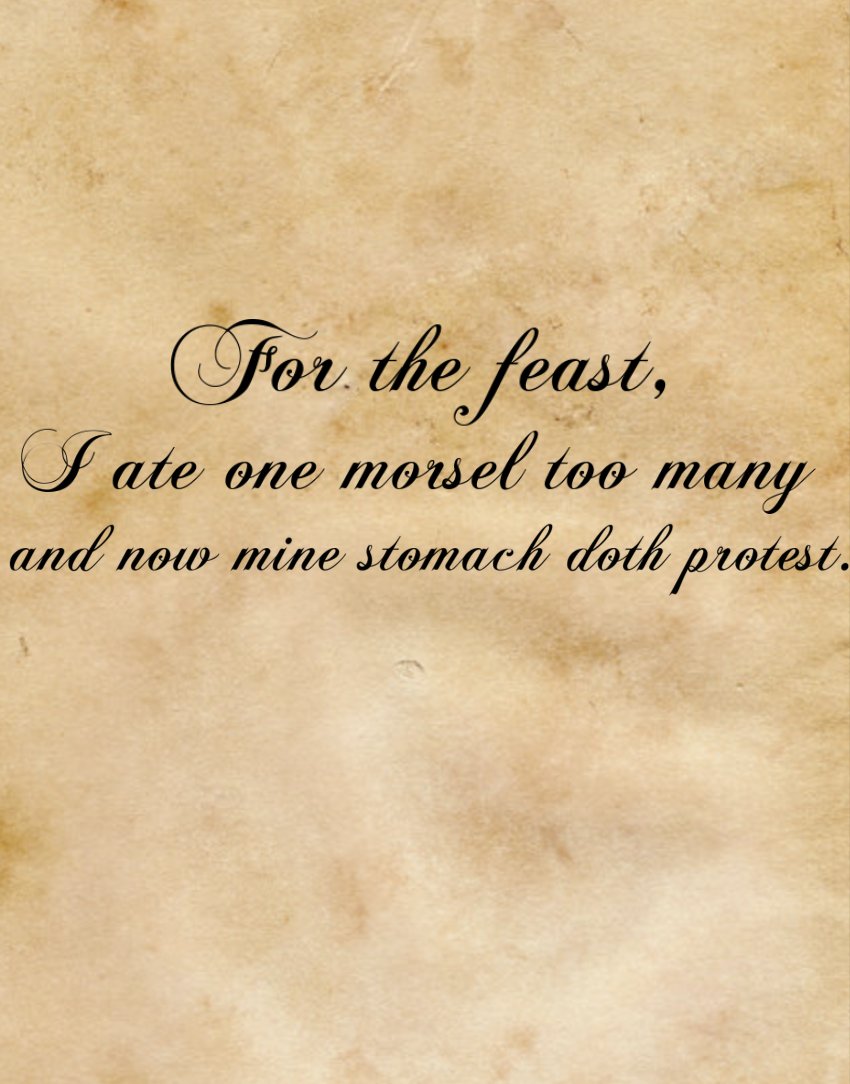 For the feast,
I ate one morsel too many
and now mine stomach doth protest.